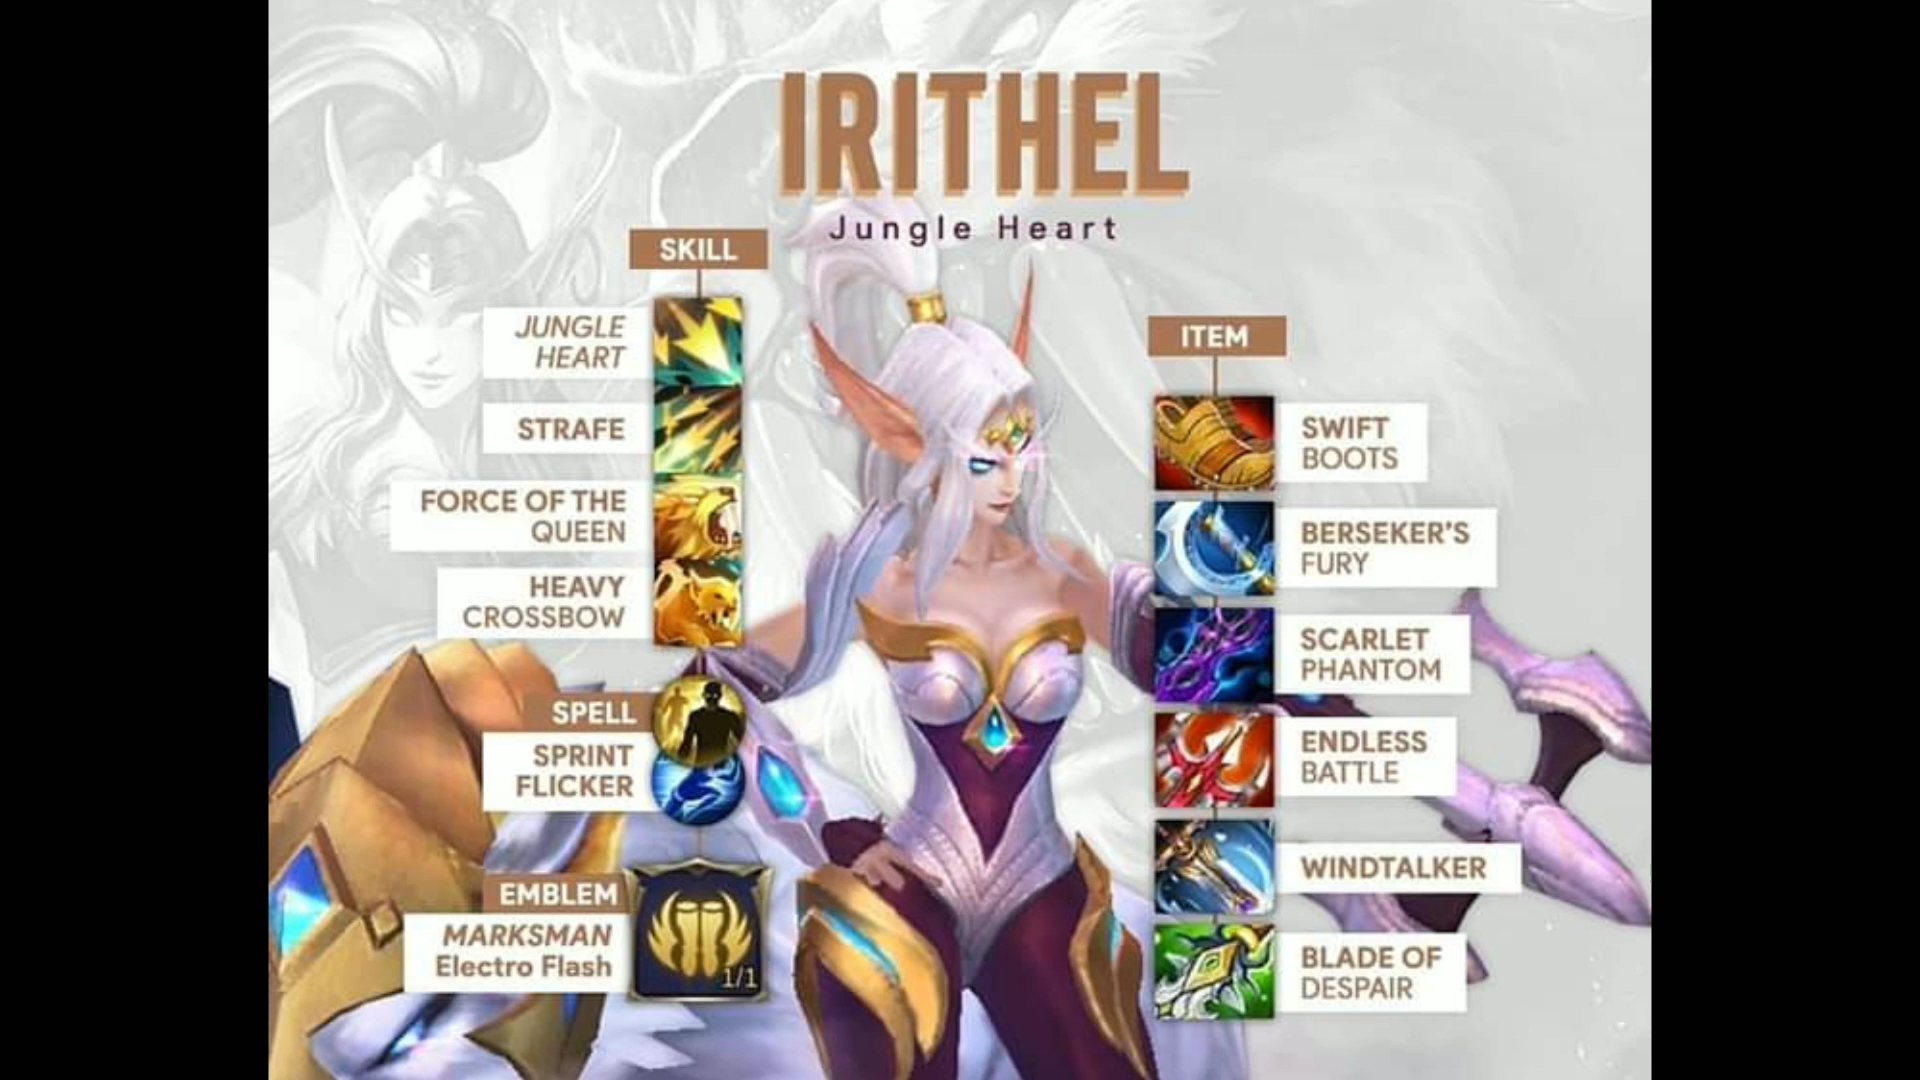 IRITHEL
Jungle Heart
SKILL
JUNGLE
HEART
STRAFE
FORCE OF THE
QUEEN
HEAVY
CROSSBOW
SPELL
SPRINT
FLICKER
EMBLEM
MARKSMAN
Electro Flash
1/1
ITEM
SWIFT
BOOTS
BERSEKER'S
FURY
SCARLET
PHANTOM
ENDLESS
BATTLE
WINDTALKER
BLADE OF
DESPAIR